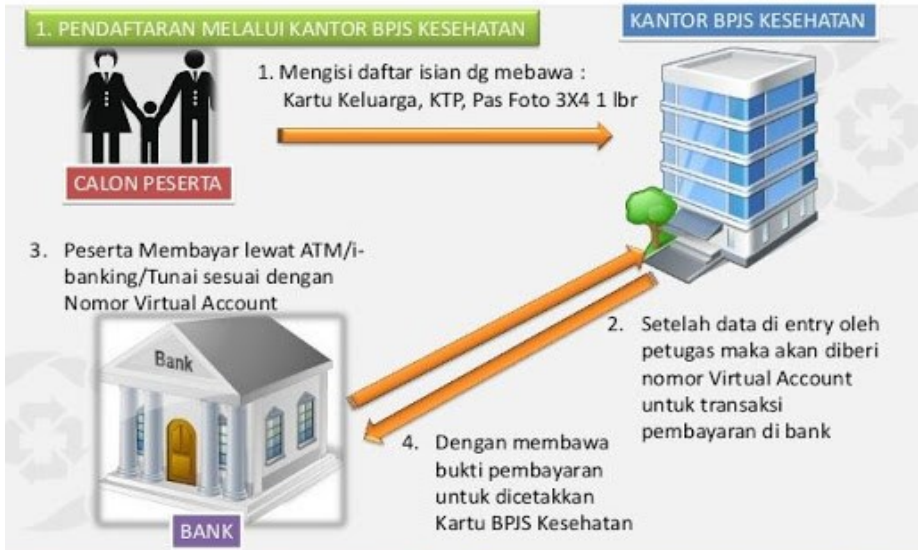 1. PENDAFTARAN MELALUI KANTOR BPJS KESEHATAN
KANTOR BPJS KESEHATAN
1. Mengisi daftar isian dg mebawa :
Kartu Keluarga, KTP, Pas Foto 3X4 1 lbr
CALON PESERTA
3. Peserta Membayar lewat ATM/i-
banking/Tunai sesuai dengan
Nomor Virtual Account
Bank
BANK
2. Setelah data di entry oleh
petugas maka akan diberi
nomor Virtual Account
untuk transaksi
pembayaran di bank
4. Dengan membawa
bukti pembayaran
untuk dicetakkan
Kartu BPJS Kesehatan